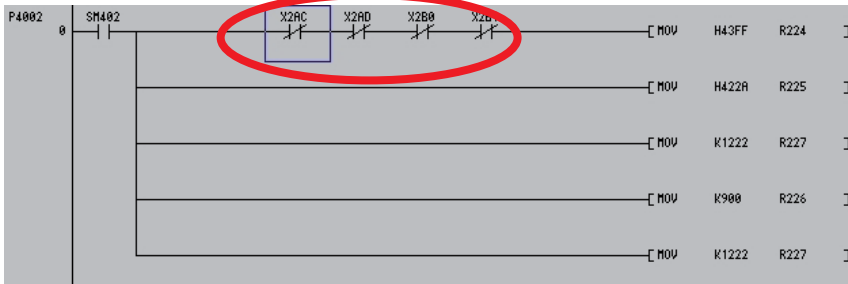 P4002 SM402 X2AC X2AD X2B0
0 [ MOV H43FF R224 ]
[ MOV H422A R225 ]
[ MOV K1222 R227 ]
[ MOV K900 R226 ]
[ MOV K1222 R227 ]